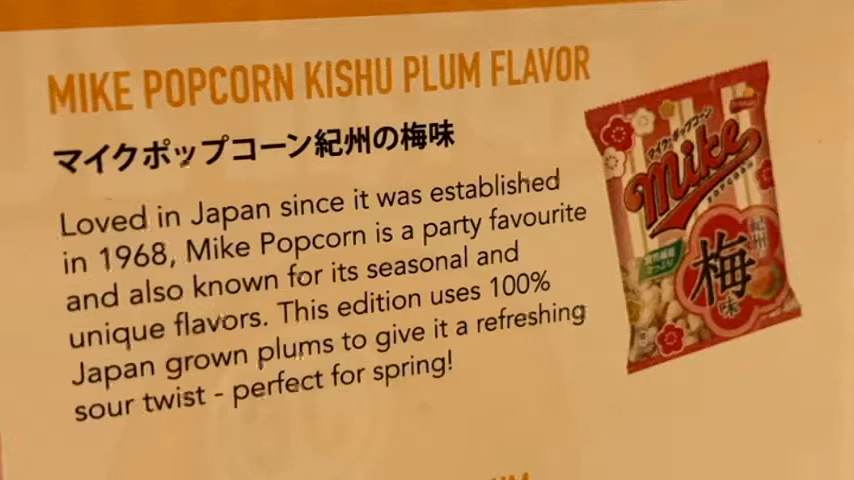 MIKE POPCORN KISHU PLUM FLAVOR
マイクポップコーン紀州の梅味
Loved in Japan since it was established
in 1968, Mike Popcorn is a party favourite
and also known for its seasonal and
unique flavors. This edition uses 100%
Japan grown plums to give it a refreshing
sour twist - perfect for spring!
マイクポップコーン
Mike
POPCORN
紀州
梅
味